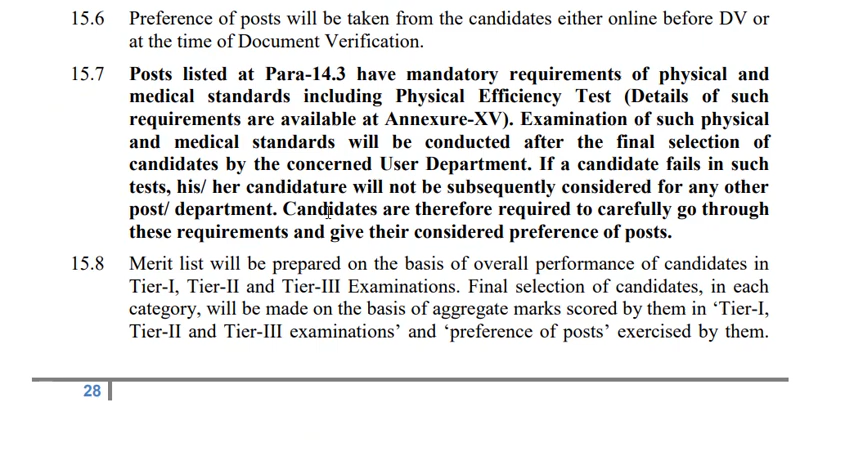 15.6 Preference of posts will be taken from the candidates either online before DV or
at the time of Document Verification.
15.7 Posts listed at Para-14.3 have mandatory requirements of physical and
medical standards including Physical Efficiency Test (Details of such
requirements are available at Annexure-XV). Examination of such physical
and medical standards will be conducted after the final selection of
candidates by the concerned User Department. If a candidate fails in such
tests, his/ her candidature will not be subsequently considered for any other
post/ department. Candidates are therefore required to carefully go through
these requirements and give their considered preference of posts.
15.8 Merit list will be prepared on the basis of overall performance of candidates in
Tier-I, Tier-II and Tier-III Examinations. Final selection of candidates, in each
category, will be made on the basis of aggregate marks scored by them in ‘Tier-I,
Tier-II and Tier-III examinations’ and ‘preference of posts’ exercised by them.
28